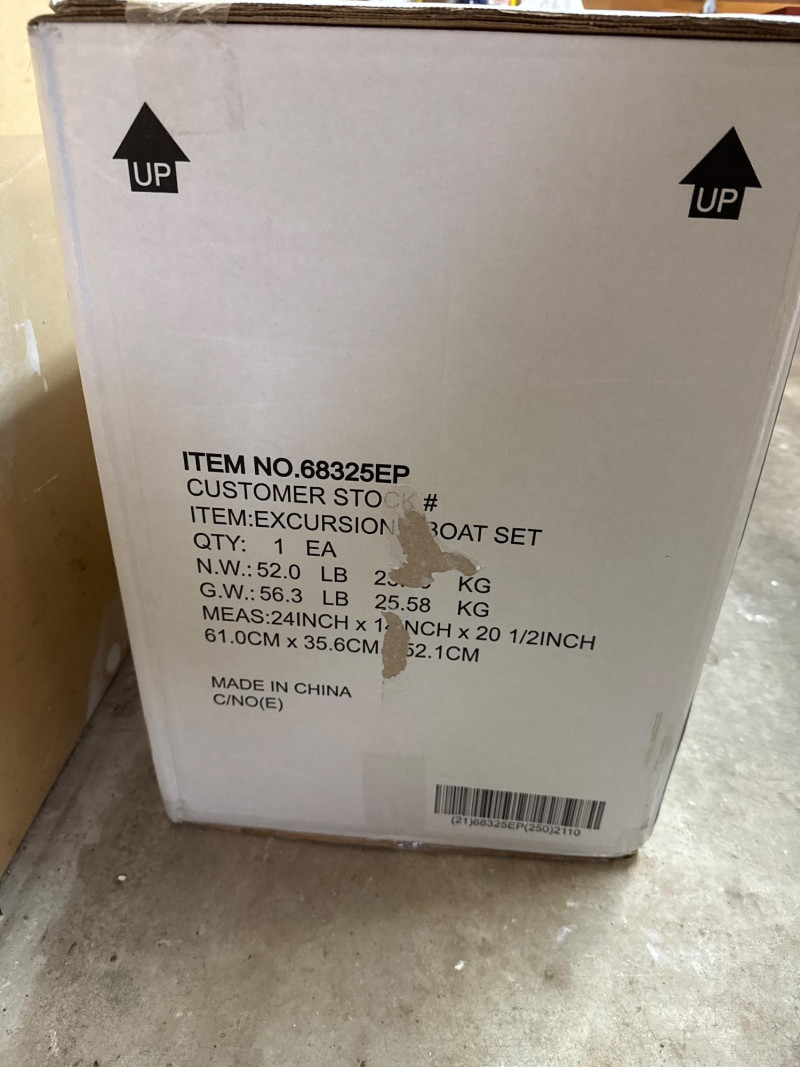 UP
UP
ITEM NO.68325EP
CUSTOMER STOCK #
ITEM:EXCURSION BOAT SET
QTY: 1 EA
N.W.: 52.0 LB KG
G.W.: 56.3 LB 25.58 KG
MEAS:24INCH x x 20 1/2INCH
61.0CM x 35.6CM 52.1CM
MADE IN CHINA
C/NO(E)
(21)68325EP(250)2110